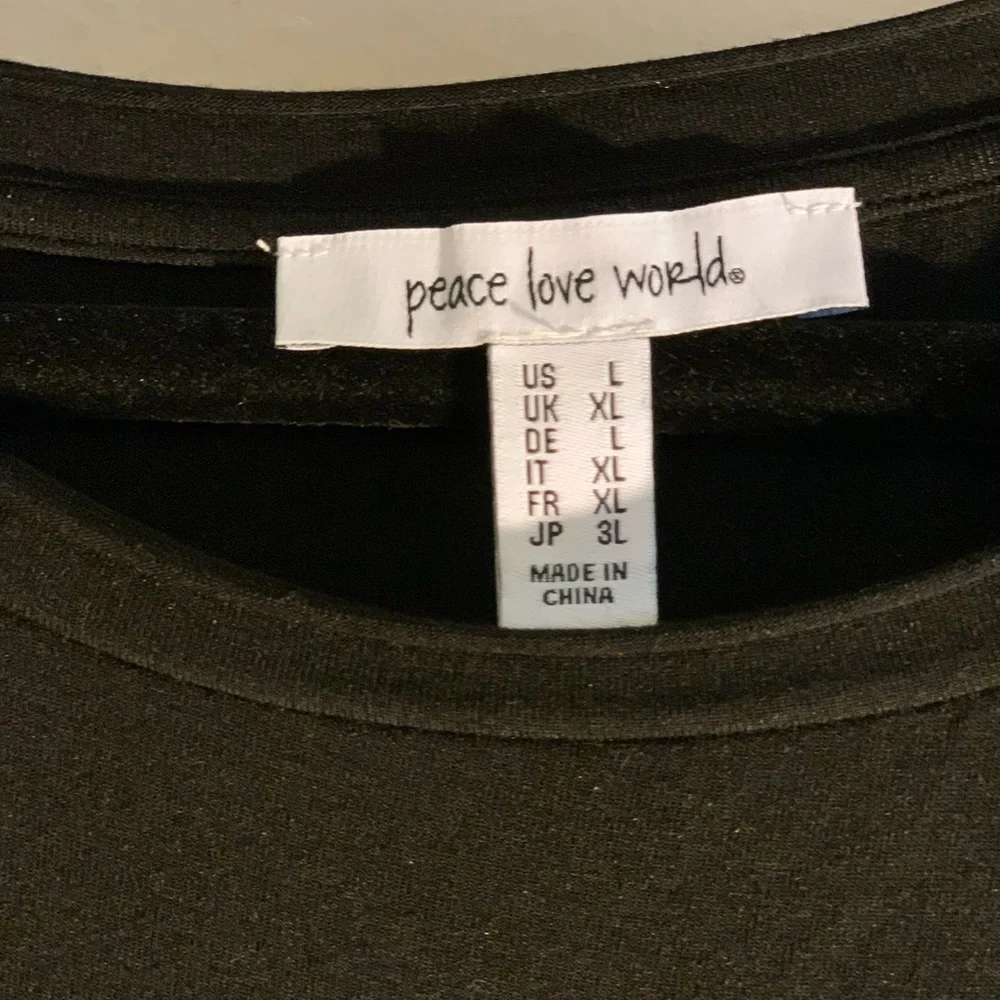 peace love world®
US L
UK XL
DE L
IT XL
FR XL
JP 3L
MADE IN
CHINA